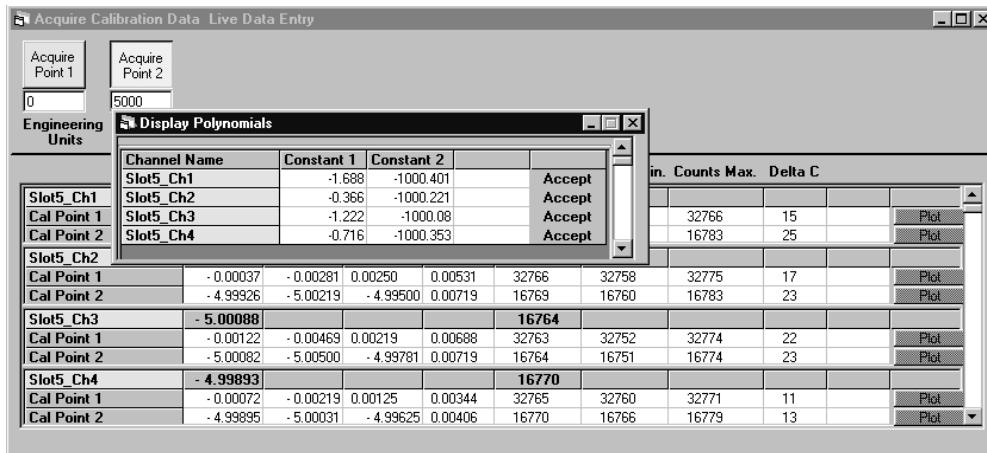 Acquire Calibration Data Live Data Entry
Acquire Point 1
Acquire Point 2
0
5000
Engineering Units
Display Polynomials
Channel Name Constant 1 Constant 2
Slot5_Ch1 -1.688 -1000.401 Accept
Slot5_Ch2 -0.366 -1000.221 Accept
Slot5_Ch3 -1.222 -1000.08 Accept
Slot5_Ch4 -0.716 -1000.353 Accept
in. Counts Max. Delta C
Slot5_Ch1
Cal Point 1 32766 15 Plot
Cal Point 2 16783 25 Plot
Slot5_Ch2
Cal Point 1 - 0.00037 - 0.00281 0.00250 0.00531 32766 32758 32775 17 Plot
Cal Point 2 - 4.99926 - 5.00219 - 4.99500 0.00719 16769 16760 16783 23 Plot
Slot5_Ch3 - 5.00088 16764
Cal Point 1 - 0.00122 - 0.00469 0.00219 0.00688 32763 32752 32774 22 Plot
Cal Point 2 - 5.00082 - 5.00500 - 4.99781 0.00719 16764 16751 16774 23 Plot
Slot5_Ch4 - 4.99893 16770
Cal Point 1 - 0.00072 - 0.00219 0.00125 0.00344 32765 32760 32771 11 Plot
Cal Point 2 - 4.99895 - 5.00031 - 4.99625 0.00406 16770 16766 16779 13 Plot